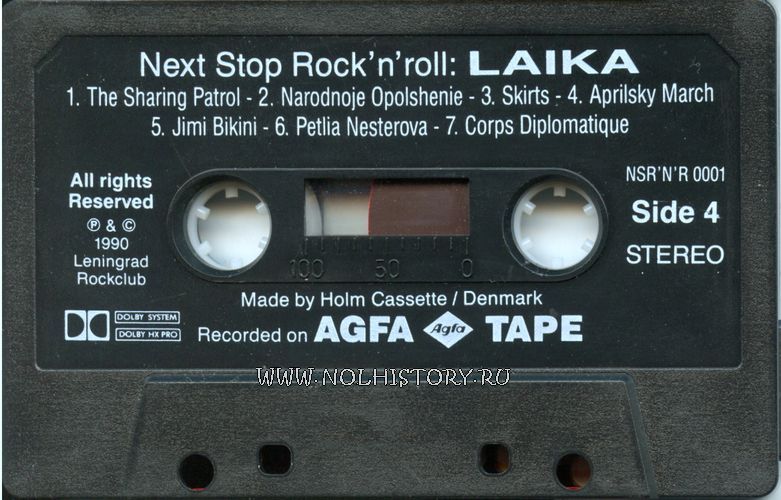 Next Stop Rock'n'roll: LAIKA
1. The Sharing Patrol - 2. Narodnoje Opolshenie - 3. Skirts - 4. Aprilsky March
5. Jimi Bikini - 6. Petlia Nesterova - 7. Corps Diplomatique
All rights
Reserved
℗ & ©
1990
Leningrad
Rockclub
NSR'N'R 0001
Side 4
STEREO
100 50 0
Made by Holm Cassette / Denmark
DOLBY SYSTEM
DOLBY HX PRO
Recorded on AGFA Agfa TAPE
WWW.NOLHISTORY.RU